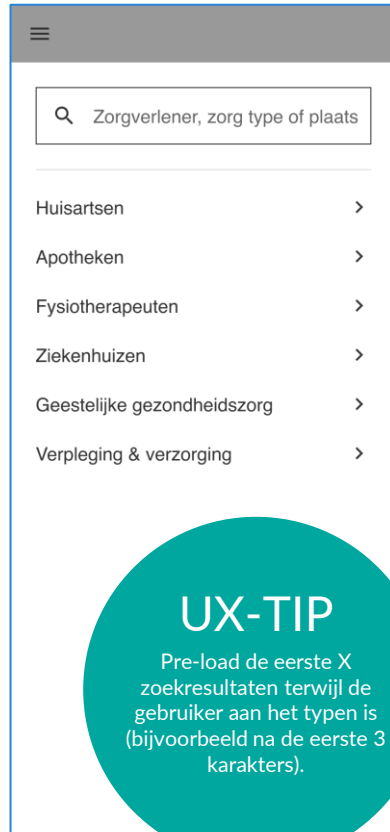 Zorgverlener, zorg type of plaats
Huisartsen
Apotheken
Fysiotherapeuten
Ziekenhuizen
Geestelijke gezondheidszorg
Verpleging & verzorging
UX-TIP
Pre-load de eerste X
zoekresultaten terwijl de
gebruiker aan het typen is
(bijvoorbeeld na de eerste 3
karakters).